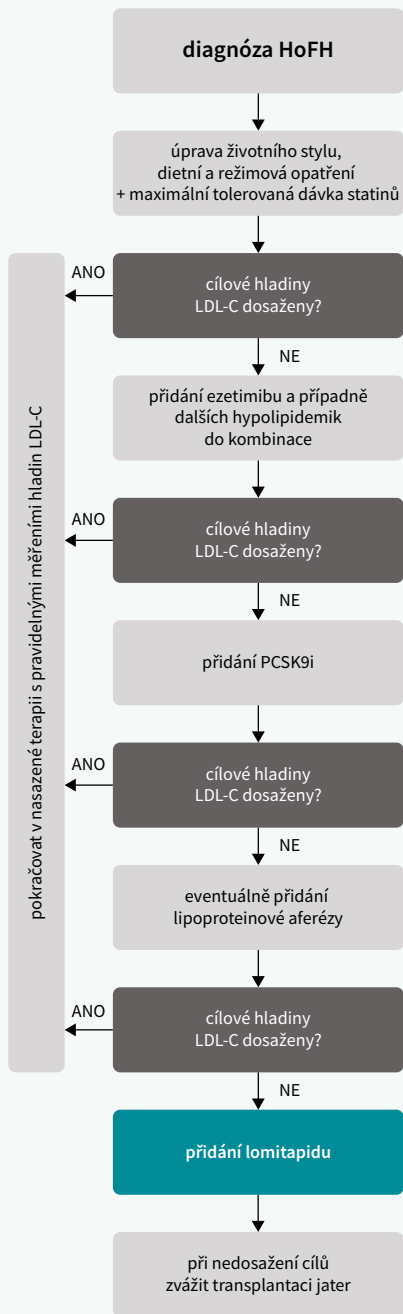 diagnóza HoFH
úprava životního stylu,
dietní a režimová opatření
+ maximální tolerovaná dávka statinů
ANO
cílové hladiny
LDL-C dosaženy?
NE
přidání ezetimibu a případně
dalších hypolipidemik
do kombinace
ANO
cílové hladiny
LDL-C dosaženy?
NE
přidání PCSK9i
ANO
cílové hladiny
LDL-C dosaženy?
NE
eventuálně přidání
lipoproteinové aferézy
ANO
cílové hladiny
LDL-C dosaženy?
NE
přidání lomitapidu
při nedosažení cílů
zvážit transplantaci jater
pokračovat v nasazené terapii s pravidelnými měřeními hladin LDL-C